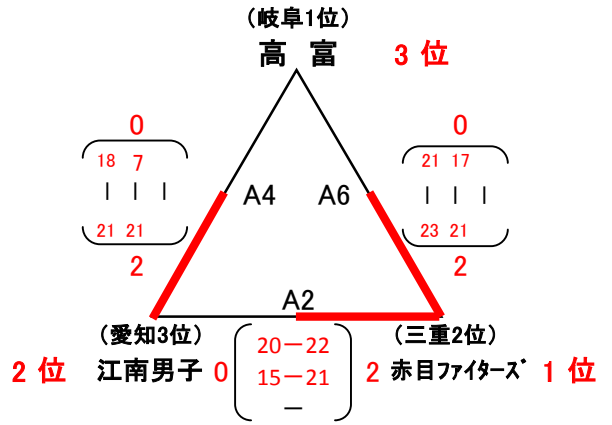 (岐阜1位)
高 富 3 位
0 0
18 7 21 17
| | | | | |
21 21 23 21
2 2
A4 A6
A2
(愛知3位) (三重2位)
20－22
15－21
－
2 位 江南男子 0 2 赤目ファイターズ 1 位